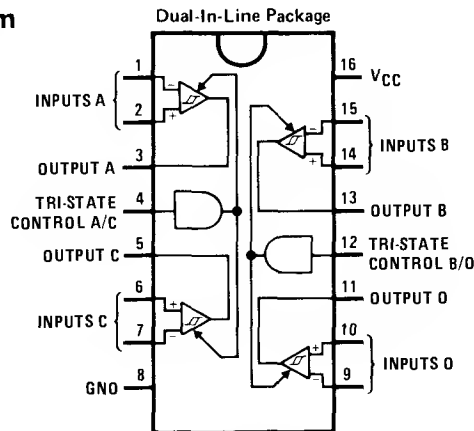 m
Dual-In-Line Package
1
INPUTS A
2
OUTPUT A
3
TRI-STATE
CONTROL A/C
4
OUTPUT C
5
6
INPUTS C
7
GNO
8
16
VCC
15
INPUTS B
14
13
OUTPUT B
12
TRI-STATE
CONTROL B/O
11
OUTPUT O
10
INPUTS O
9
−
+
+
−
−
+
+
−